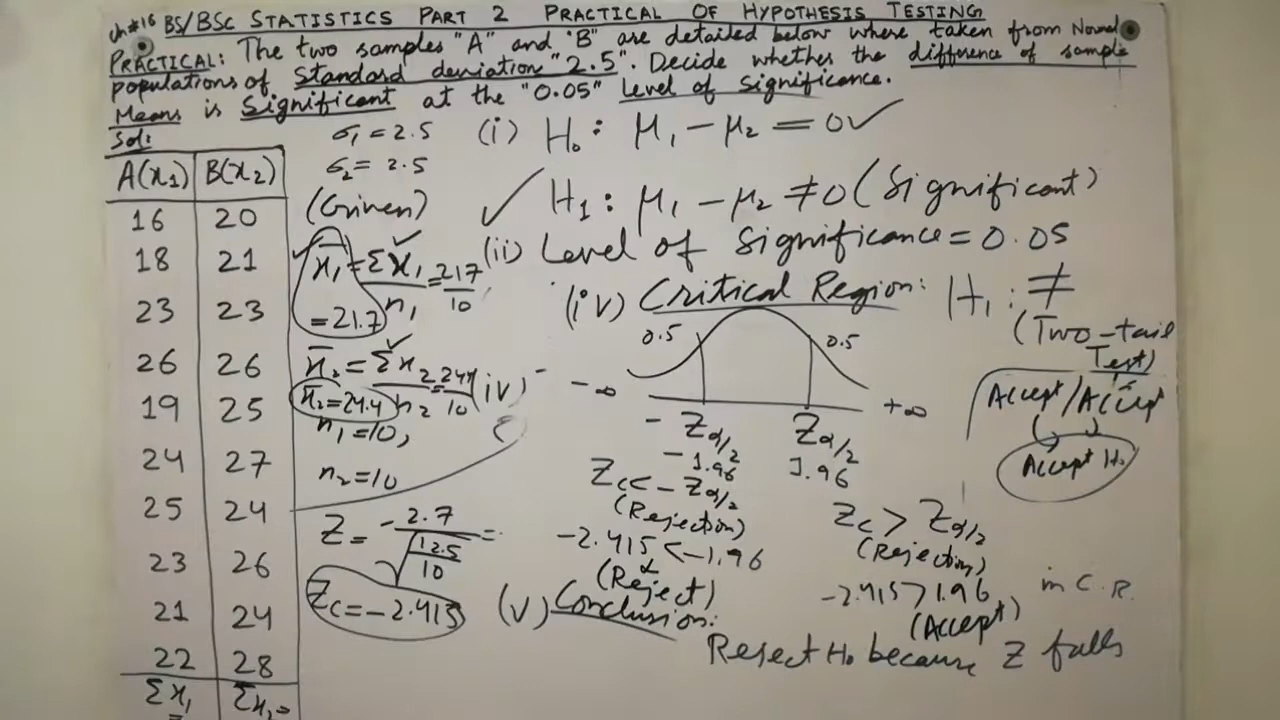 Ch#16 BS/BSC STATISTICS PART 2 PRACTICAL OF HYPOTHESIS TESTING
PRACTICAL: The two samples "A" and "B" are detailed below where taken from Normal
populations of Standard deviation "2.5". Decide whether the difference of sample
Means is Significant at the "0.05" Level of Significance.
Sol:
A(x₁) B(x₂)
16 20
18 21
23 23
26 26
19 25
24 27
25 24
23 26
21 24
22 28
Σx₁ Σx₂=
=
σ₁ = 2.5
σ₂ = 2.5
(Given)
x̄₁ = Σx₁/n₁ = 217/10
= 21.7
x̄₂ = Σx₂/n₂ = 244/10
x̄₂ = 24.4
n₁ = 10,
n₂ = 10
Z = -2.7/√(12.5/10) =
Zc = -2.415
(i) H₀: μ₁ - μ₂ = 0 ✓
✓ H₁: μ₁ - μ₂ ≠ 0 (Significant)
(ii) Level of Significance = 0.05
(iv) Critical Region: H₁: ≠
(Two-tail
Test)
0.5 0.5
(iv)
-∞ +∞
-Zα/2 Zα/2
-1.96 1.96
Zc < -Zα/2
(Rejection)
-2.415 < -1.96
(Reject)
Zc > Zα/2
(Rejection)
-2.415 > 1.96
(Accept)
Accept/Accept
Accept H₀
(v) Conclusion:
Reject H₀ because Z falls
in C.R.